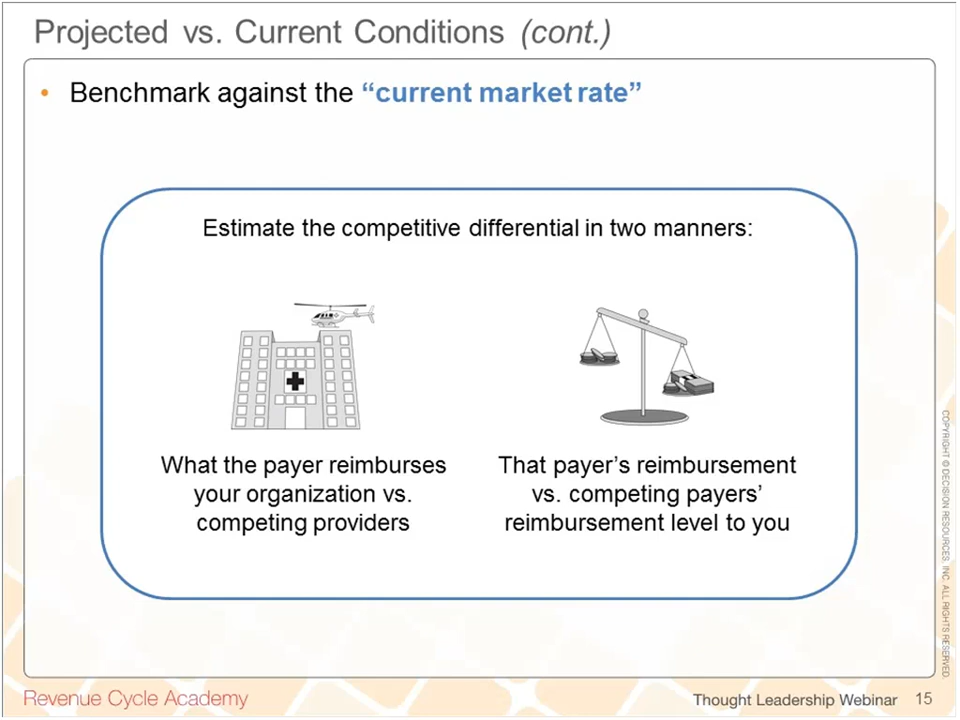 Projected vs. Current Conditions (cont.)
• Benchmark against the “current market rate”
Estimate the competitive differential in two manners:
What the payer reimburses
your organization vs.
competing providers
That payer’s reimbursement
vs. competing payers’
reimbursement level to you
COPYRIGHT © DECISION RESOURCES, INC. ALL RIGHTS RESERVED.
Revenue Cycle Academy
Thought Leadership Webinar 15